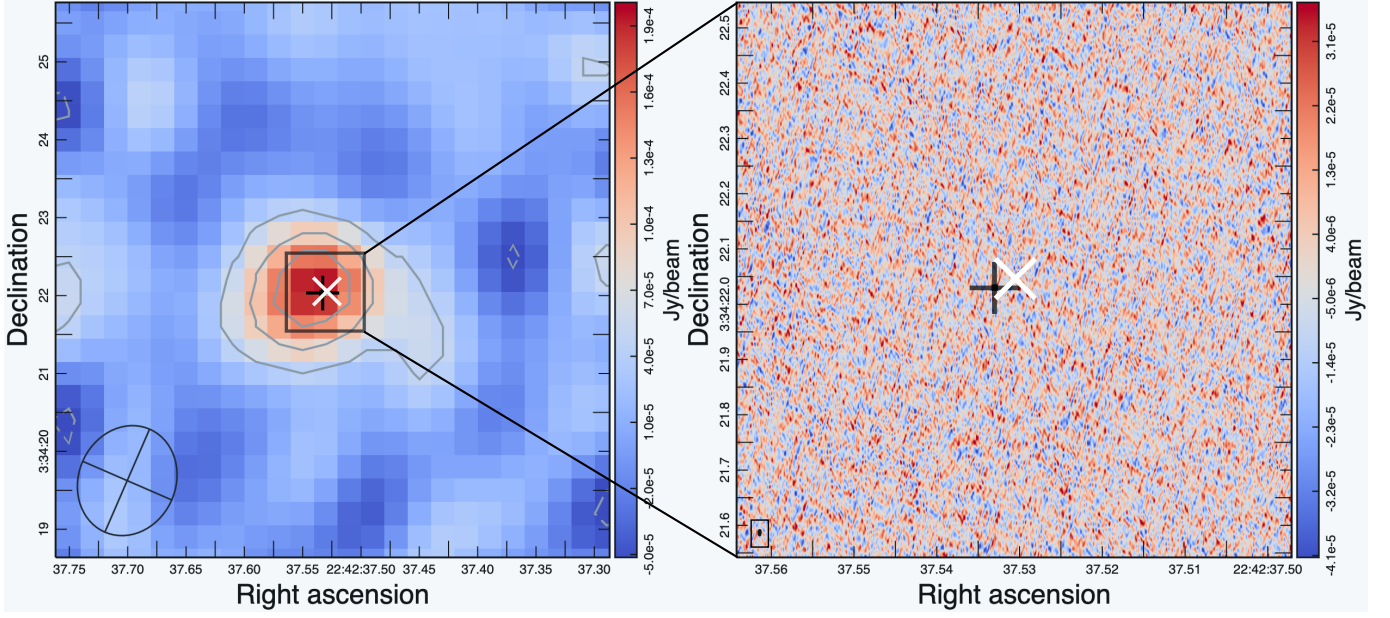 Declination
25
24
23
22
21
3:34:20
19
37.75 37.70 37.60 37.65 37.55 22:42:37.50 37.45 37.40 37.35 37.30
Right ascension
1.9e-4
1.6e-4
1.3e-4
1.0e-4
7.0e-5
4.0e-5
1.0e-5
-2.0e-5
-5.0e-5
Jy/beam
Declination
22.5
22.4
22.3
22.2
22.1
3:34:22.0
21.9
21.8
21.7
21.6
37.56 37.55 37.54 37.53 37.52 37.51 22:42:37.50
Right ascension
3.1e-5
2.2e-5
1.3e-5
4.0e-6
-5.0e-6
-1.4e-5
-2.3e-5
-3.2e-5
-4.1e-5
Jy/beam